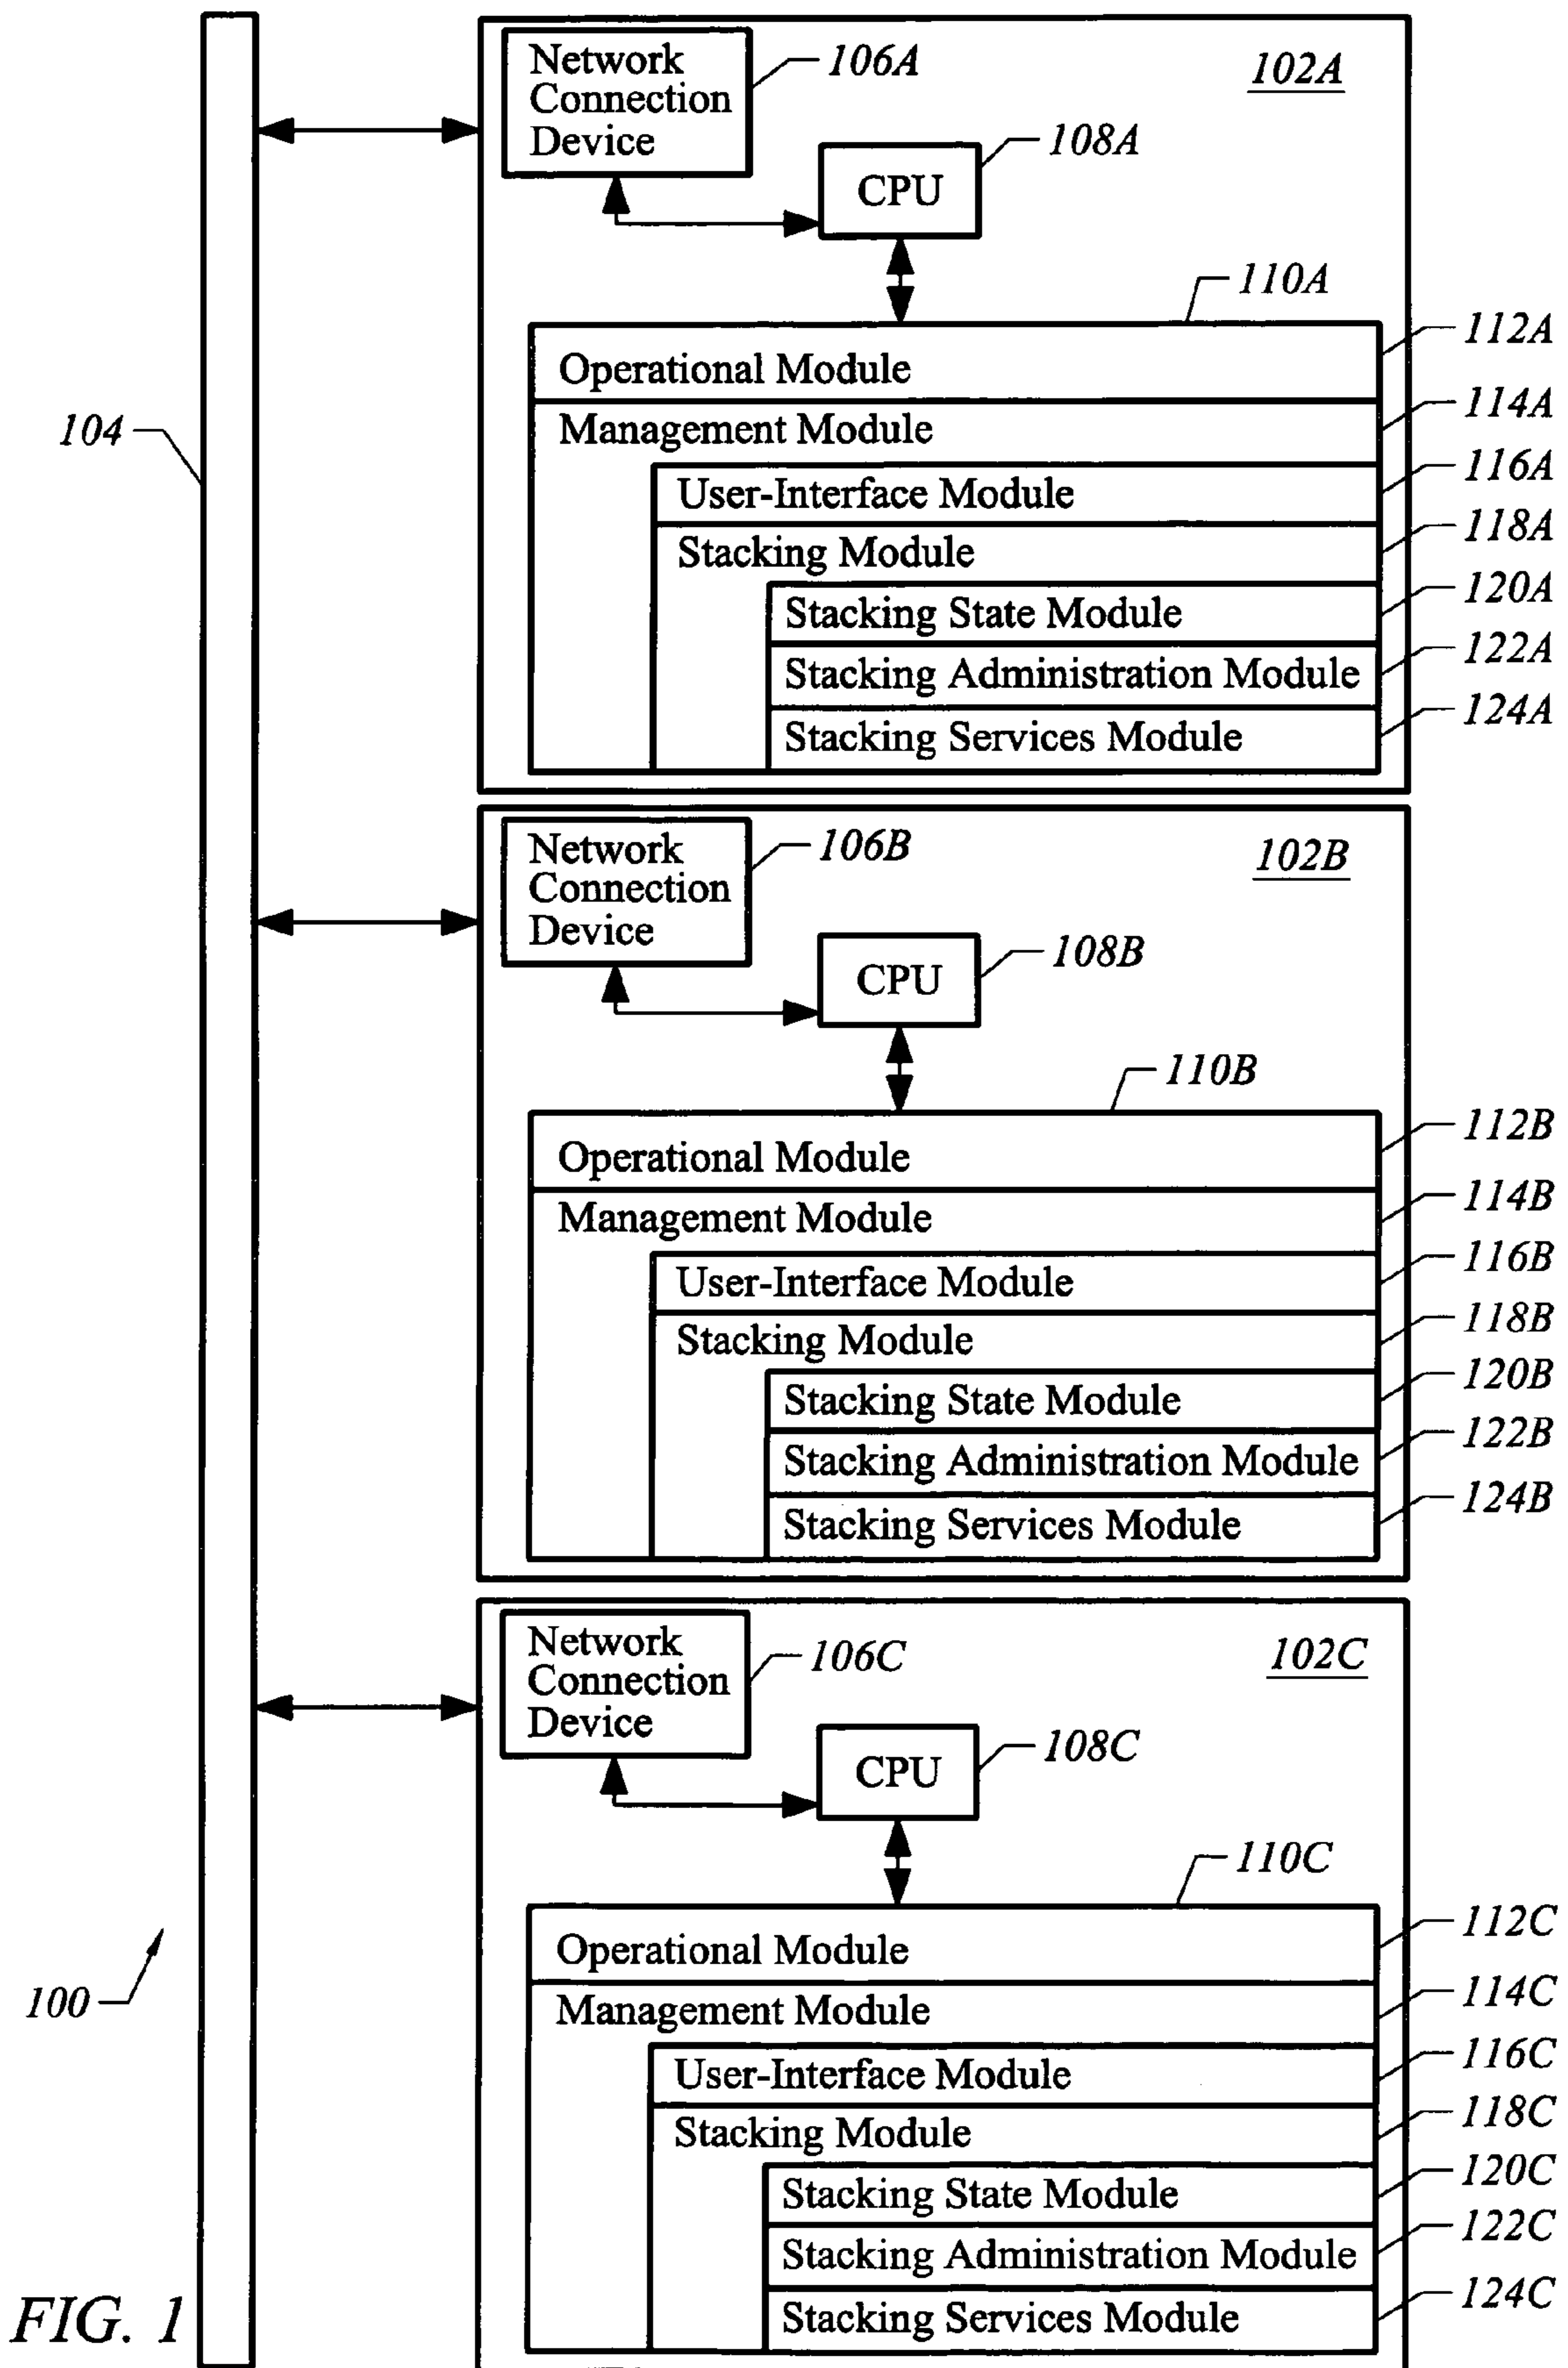 Network
Connection
Device
106A
102A
CPU
108A
110A
Operational Module
112A
Management Module
114A
User-Interface Module
116A
Stacking Module
118A
Stacking State Module
120A
Stacking Administration Module
122A
Stacking Services Module
124A
104
Network
Connection
Device
106B
102B
CPU
108B
110B
Operational Module
112B
Management Module
114B
User-Interface Module
116B
Stacking Module
118B
Stacking State Module
120B
Stacking Administration Module
122B
Stacking Services Module
124B
Network
Connection
Device
106C
102C
CPU
108C
110C
Operational Module
112C
Management Module
114C
User-Interface Module
116C
Stacking Module
118C
Stacking State Module
120C
Stacking Administration Module
122C
Stacking Services Module
124C
100
FIG. 1